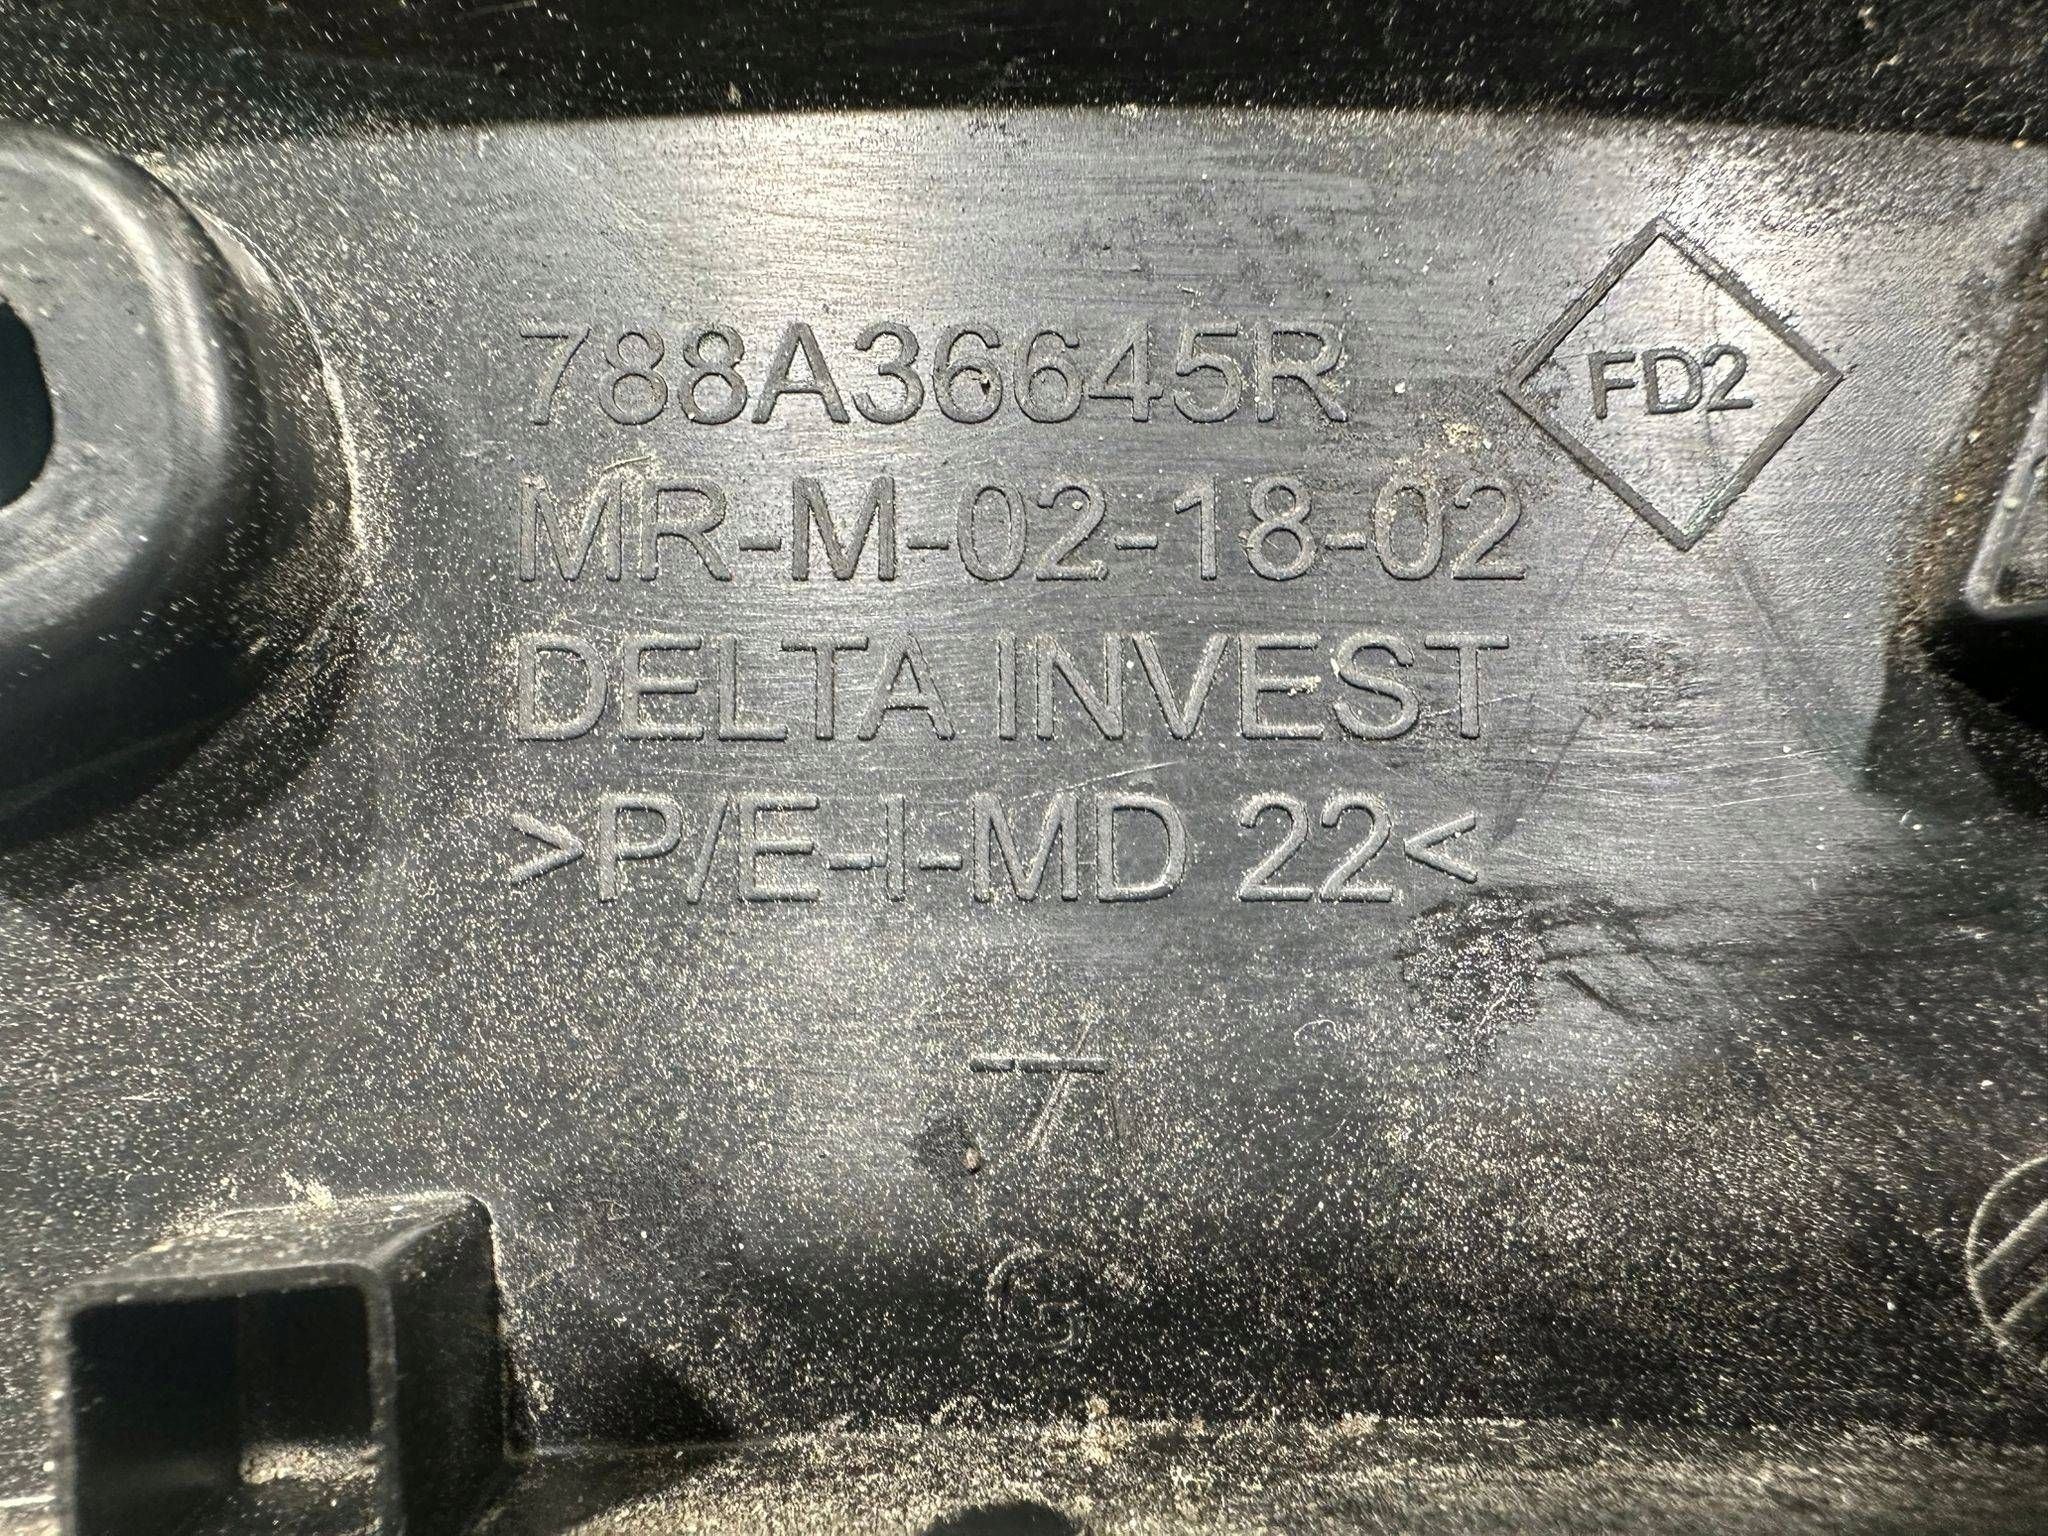 788A36645R
FD2
MR-M-02-18-02
DELTA INVEST
>P/E-I-MD 22<